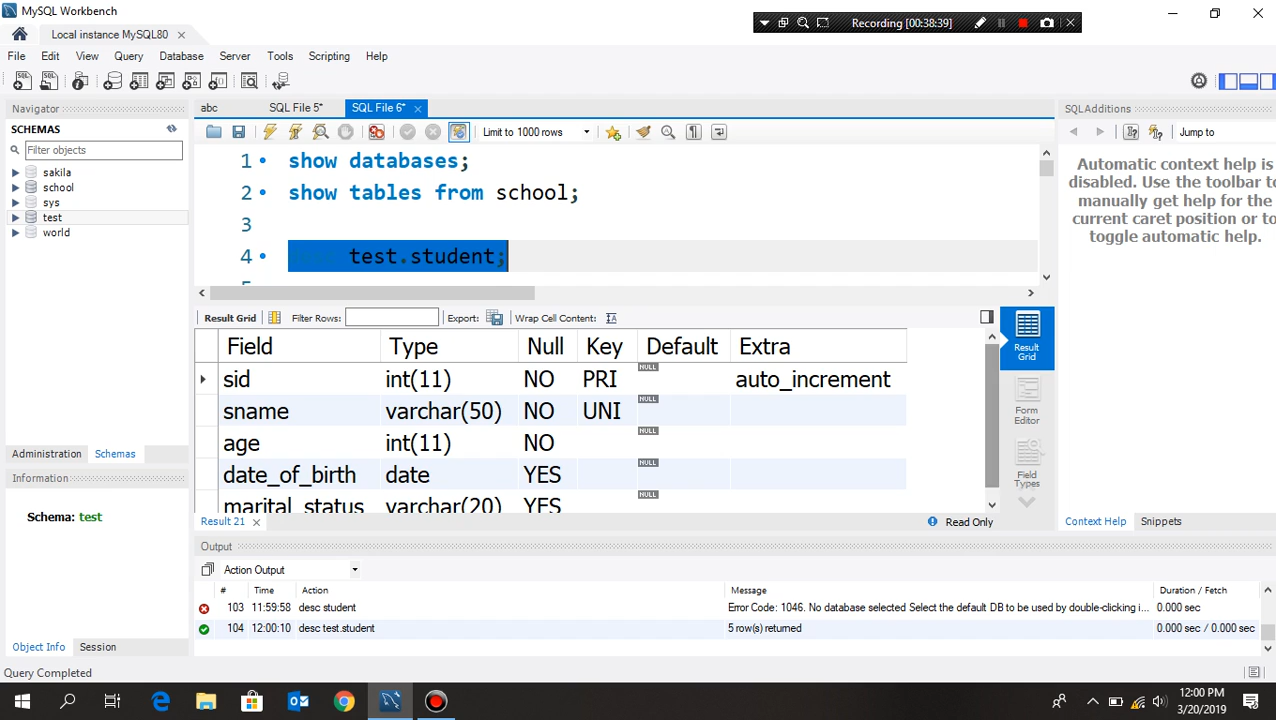 MySQL Workbench
Recording [00:38:39]
Local instance MySQL80
File Edit View Query Database Server Tools Scripting Help
Navigator
SCHEMAS
Filter objects
sakila
school
sys
test
world
Administration Schemas
Information
Schema: test
Object Info Session
Query Completed
abc SQL File 5* SQL File 6*
Limit to 1000 rows
1 show databases;
2 show tables from school;
3
4 test.student;
Result Grid Filter Rows: Export: Wrap Cell Content:
Field Type Null Key Default Extra
sid int(11) NO PRI NULL auto_increment
sname varchar(50) NO UNI NULL
age int(11) NO NULL
date_of_birth date YES NULL
marital_status varchar(20) YES NULL
Result 21
Read Only
Result Grid
Form Editor
Field Types
SQLAdditions
Jump to
Automatic context help is
disabled. Use the toolbar to
manually get help for the
current caret position or to
toggle automatic help.
Context Help Snippets
Output
Action Output
# Time Action Message Duration / Fetch
103 11:59:58 desc student Error Code: 1046. No database selected Select the default DB to be used by double-clicking i... 0.000 sec
104 12:00:10 desc test.student 5 row(s) returned 0.000 sec / 0.000 sec
12:00 PM
3/20/2019